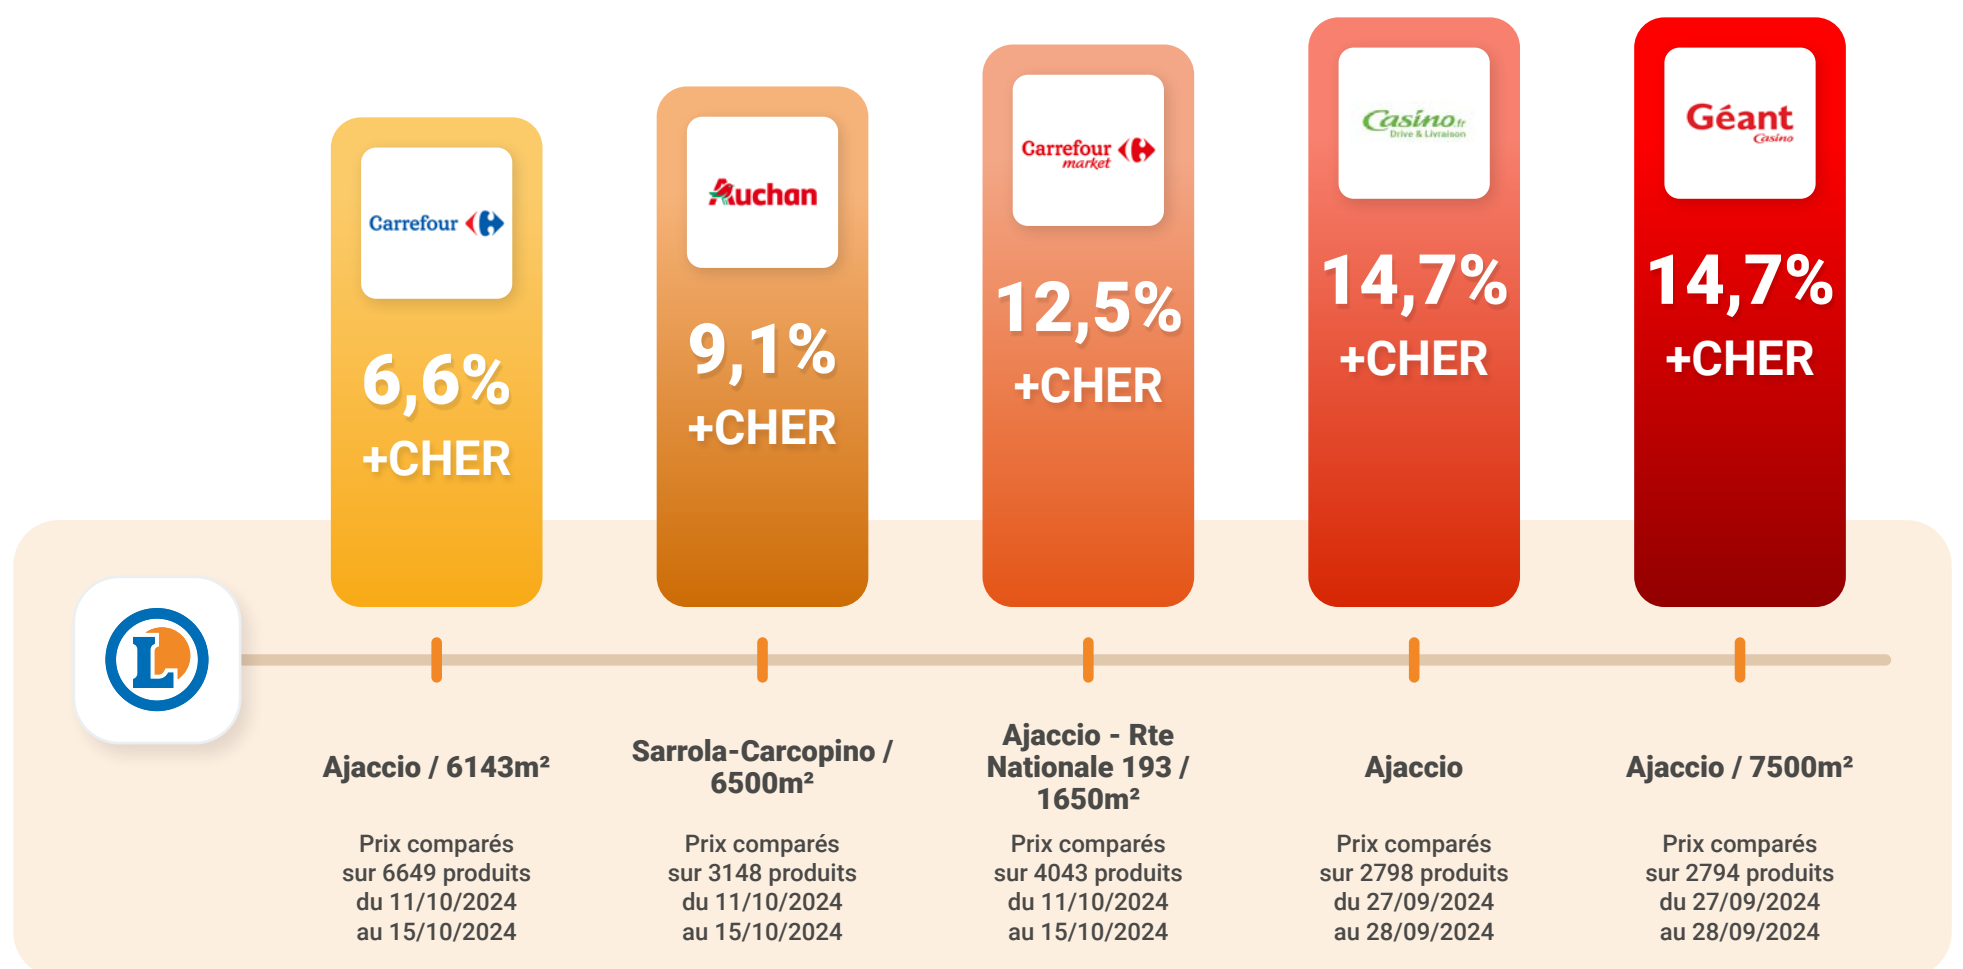 Carrefour
6,6%
+CHER
Auchan
9,1%
+CHER
Carrefour
market
12,5%
+CHER
Casino.fr
Drive & Livraison
14,7%
+CHER
Géant
Casino
14,7%
+CHER
L
Ajaccio / 6143m²
Prix comparés
sur 6649 produits
du 11/10/2024
au 15/10/2024
Sarrola-Carcopino /
6500m²
Prix comparés
sur 3148 produits
du 11/10/2024
au 15/10/2024
Ajaccio - Rte
Nationale 193 /
1650m²
Prix comparés
sur 4043 produits
du 11/10/2024
au 15/10/2024
Ajaccio
Prix comparés
sur 2798 produits
du 27/09/2024
au 28/09/2024
Ajaccio / 7500m²
Prix comparés
sur 2794 produits
du 27/09/2024
au 28/09/2024